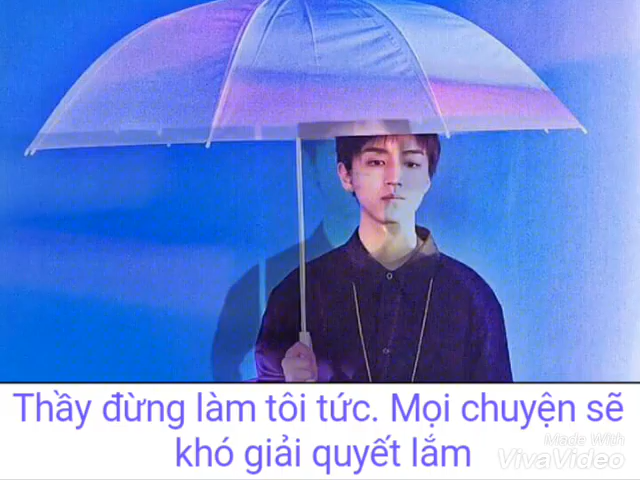 Thầy đừng làm tôi tức. Mọi chuyện sẽ
khó giải quyết lắm
Made With
VivaVideo